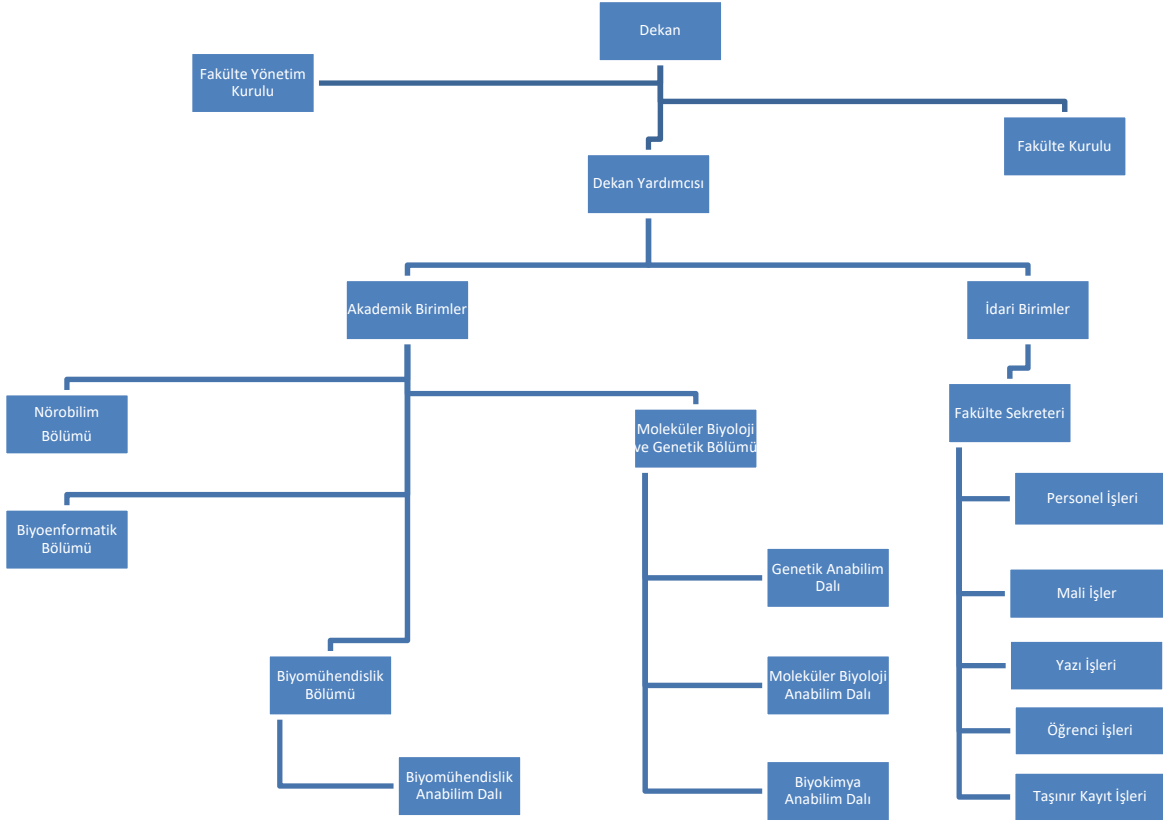 Dekan
Fakülte Yönetim
Kurulu
Fakülte Kurulu
Dekan Yardımcısı
Akademik Birimler
İdari Birimler
Nörobilim
Bölümü
Moleküler Biyoloji
ve Genetik Bölümü
Fakülte Sekreteri
Personel İşleri
Biyoenformatik
Bölümü
Genetik Anabilim
Dalı
Mali İşler
Yazı İşleri
Biyomühendislik
Bölümü
Moleküler Biyoloji
Anabilim Dalı
Öğrenci İşleri
Biyomühendislik
Anabilim Dalı
Biyokimya
Anabilim Dalı
Taşınır Kayıt İşleri